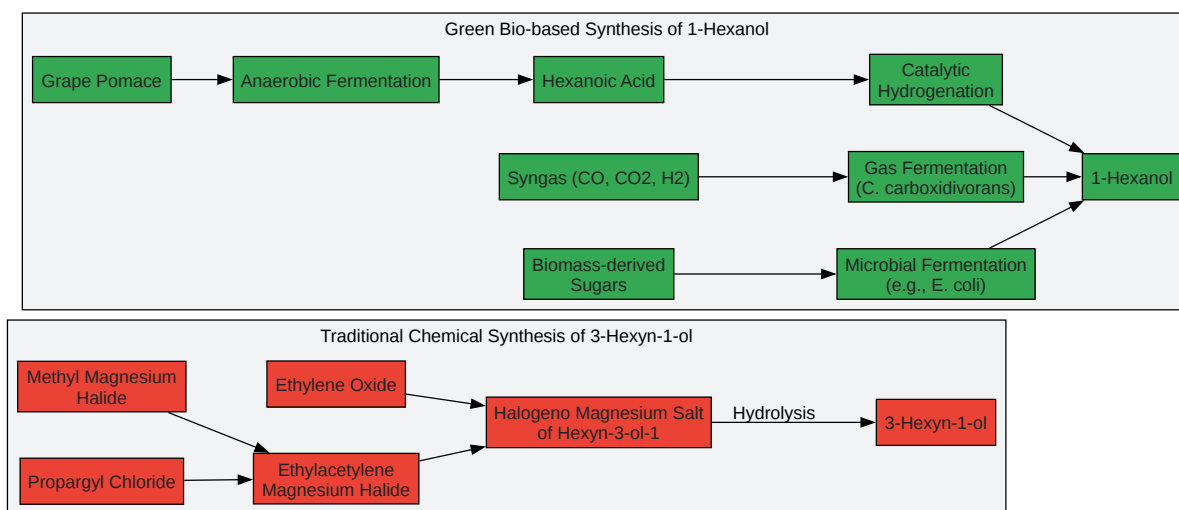 Green Bio-based Synthesis of 1-Hexanol
Grape Pomace
Anaerobic Fermentation
Hexanoic Acid
Catalytic
Hydrogenation
Syngas (CO, CO2, H2)
Gas Fermentation
(C. carboxidivorans)
1-Hexanol
Biomass-derived
Sugars
Microbial Fermentation
(e.g., E. coli)
Traditional Chemical Synthesis of 3-Hexyn-1-ol
Methyl Magnesium
Halide
Ethylene Oxide
Halogeno Magnesium Salt
of Hexyn-3-ol-1
Hydrolysis
3-Hexyn-1-ol
Propargyl Chloride
Ethylacetylene
Magnesium Halide